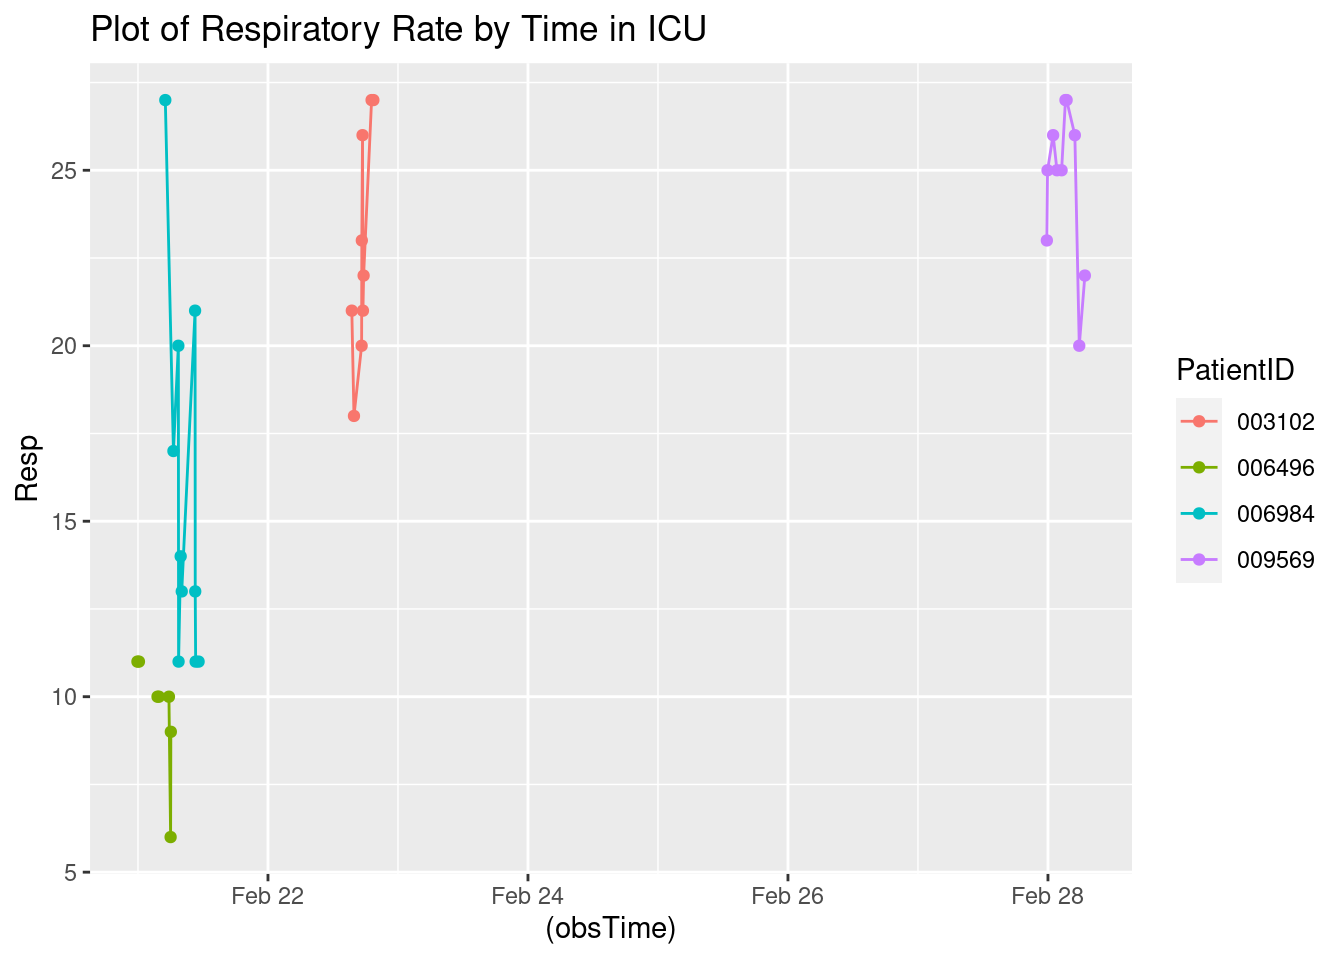 Plot of Respiratory Rate by Time in ICU
25
20
15
10
5
Resp
Feb 22
Feb 24
Feb 26
Feb 28
(obsTime)
PatientID
003102
006496
006984
009569